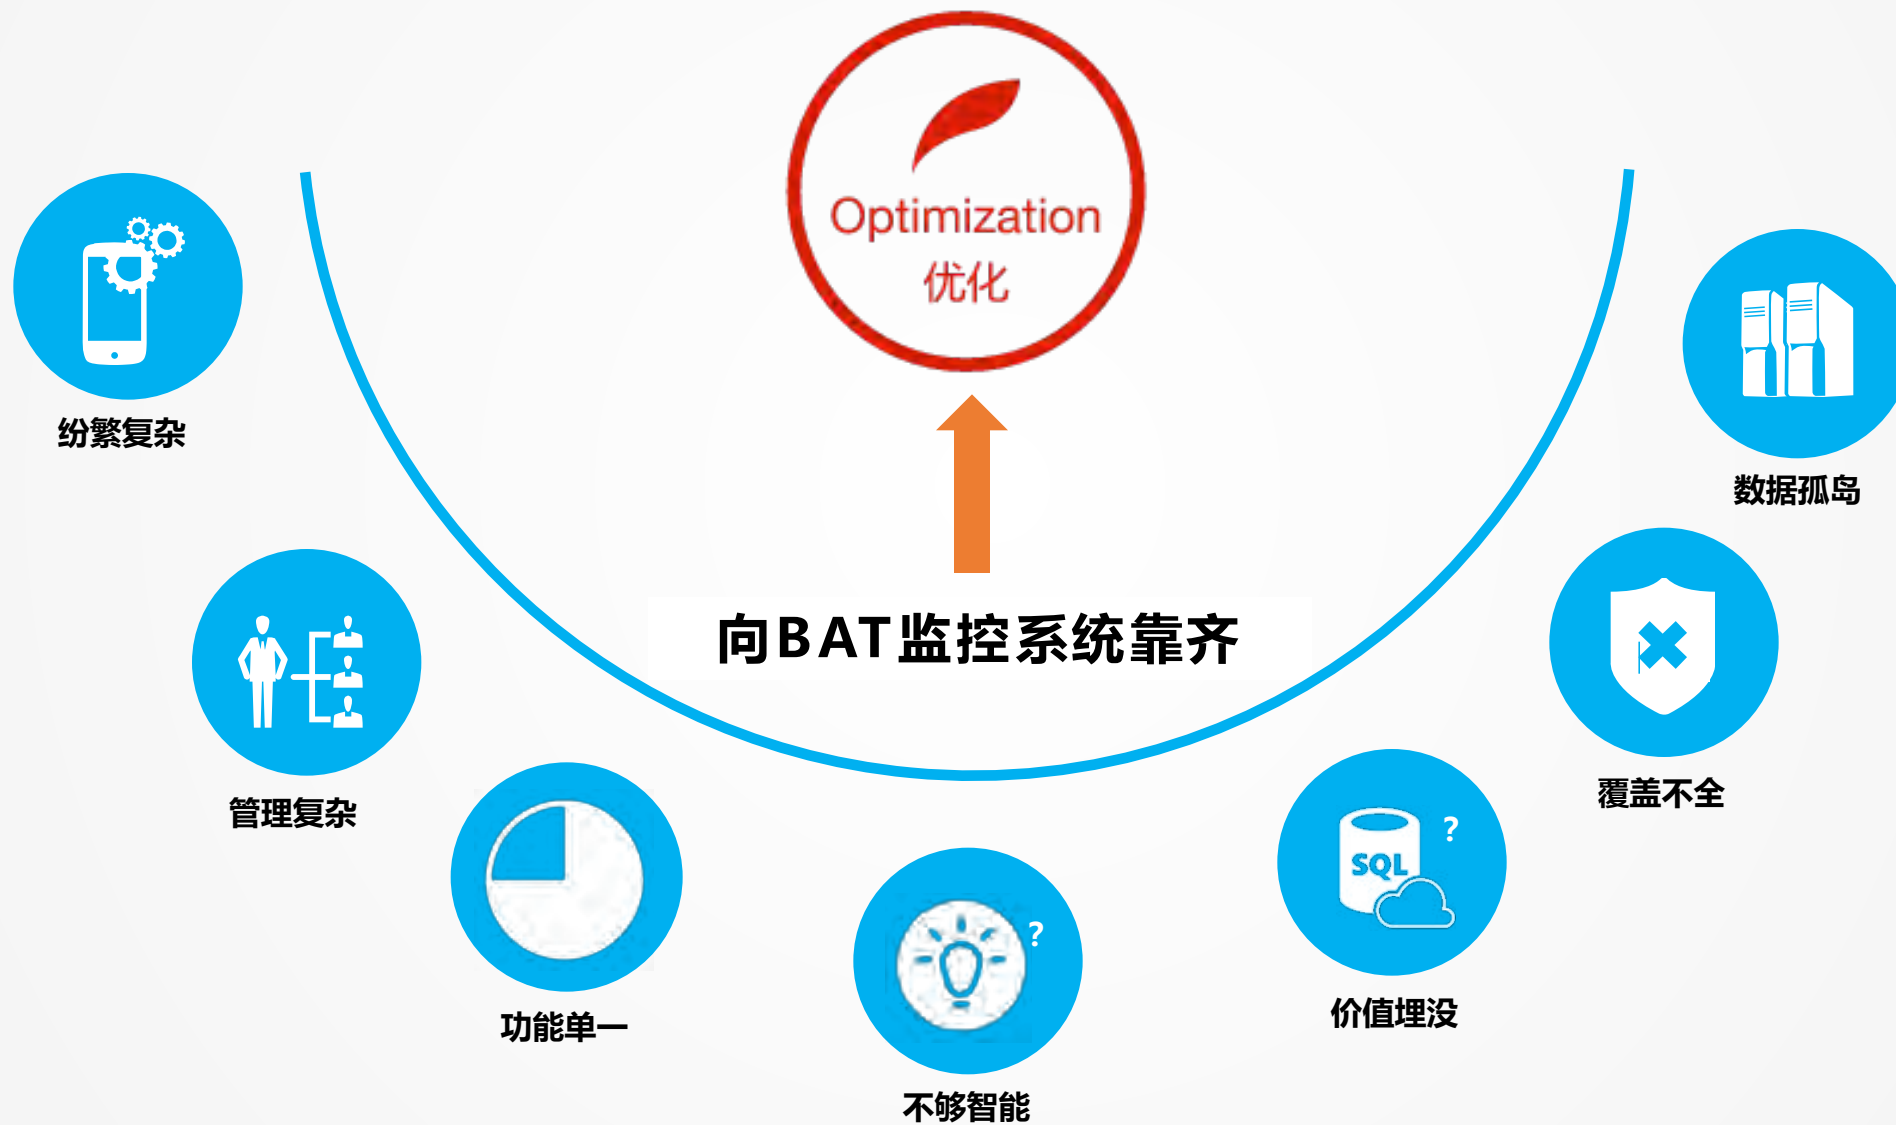 Optimization
优化
向BAT监控系统靠齐
纷繁复杂
管理复杂
功能单一
?
不够智能
SQL
?
价值埋没
覆盖不全
数据孤岛